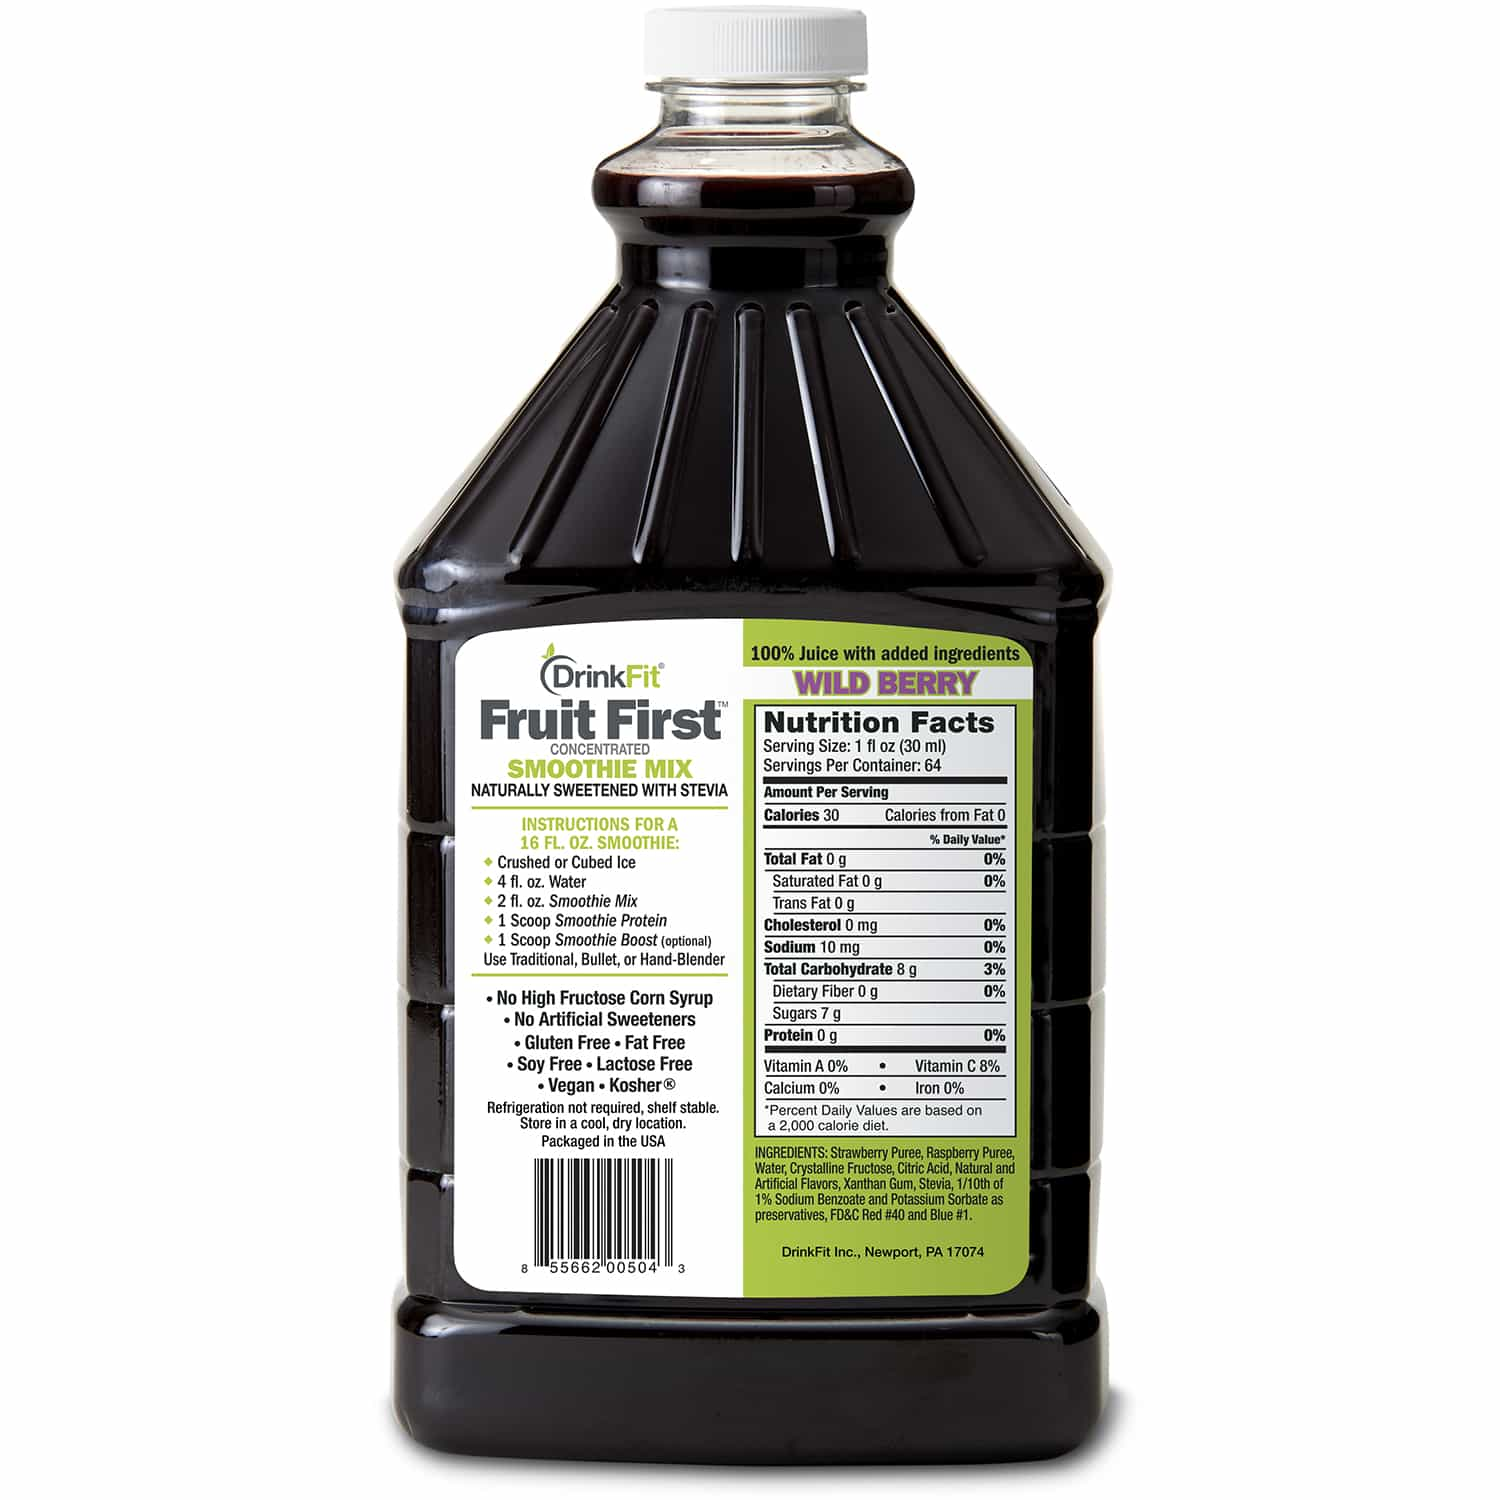 DrinkFit®
Fruit First™
CONCENTRATED
SMOOTHIE MIX
NATURALLY SWEETENED WITH STEVIA
INSTRUCTIONS FOR A
16 FL. OZ. SMOOTHIE:
Crushed or Cubed Ice
4 fl. oz. Water
2 fl. oz. Smoothie Mix
1 Scoop Smoothie Protein
1 Scoop Smoothie Boost (optional)
Use Traditional, Bullet, or Hand-Blender
• No High Fructose Corn Syrup
• No Artificial Sweeteners
• Gluten Free • Fat Free
• Soy Free • Lactose Free
• Vegan • Kosher Ⓚ
Refrigeration not required, shelf stable.
Store in a cool, dry location.
Packaged in the USA
8 55662 00504 3
100% Juice with added ingredients
WILD BERRY
Nutrition Facts
Serving Size: 1 fl oz (30 ml)
Servings Per Container: 64
Amount Per Serving
Calories 30 Calories from Fat 0
% Daily Value*
Total Fat 0 g 0%
Saturated Fat 0 g 0%
Trans Fat 0 g
Cholesterol 0 mg 0%
Sodium 10 mg 0%
Total Carbohydrate 8 g 3%
Dietary Fiber 0 g 0%
Sugars 7 g
Protein 0 g 0%
Vitamin A 0% • Vitamin C 8%
Calcium 0% • Iron 0%
*Percent Daily Values are based on
a 2,000 calorie diet.
INGREDIENTS: Strawberry Puree, Raspberry Puree,
Water, Crystalline Fructose, Citric Acid, Natural and
Artificial Flavors, Xanthan Gum, Stevia, 1/10th of
1% Sodium Benzoate and Potassium Sorbate as
preservatives, FD&C Red #40 and Blue #1.
DrinkFit Inc., Newport, PA 17074